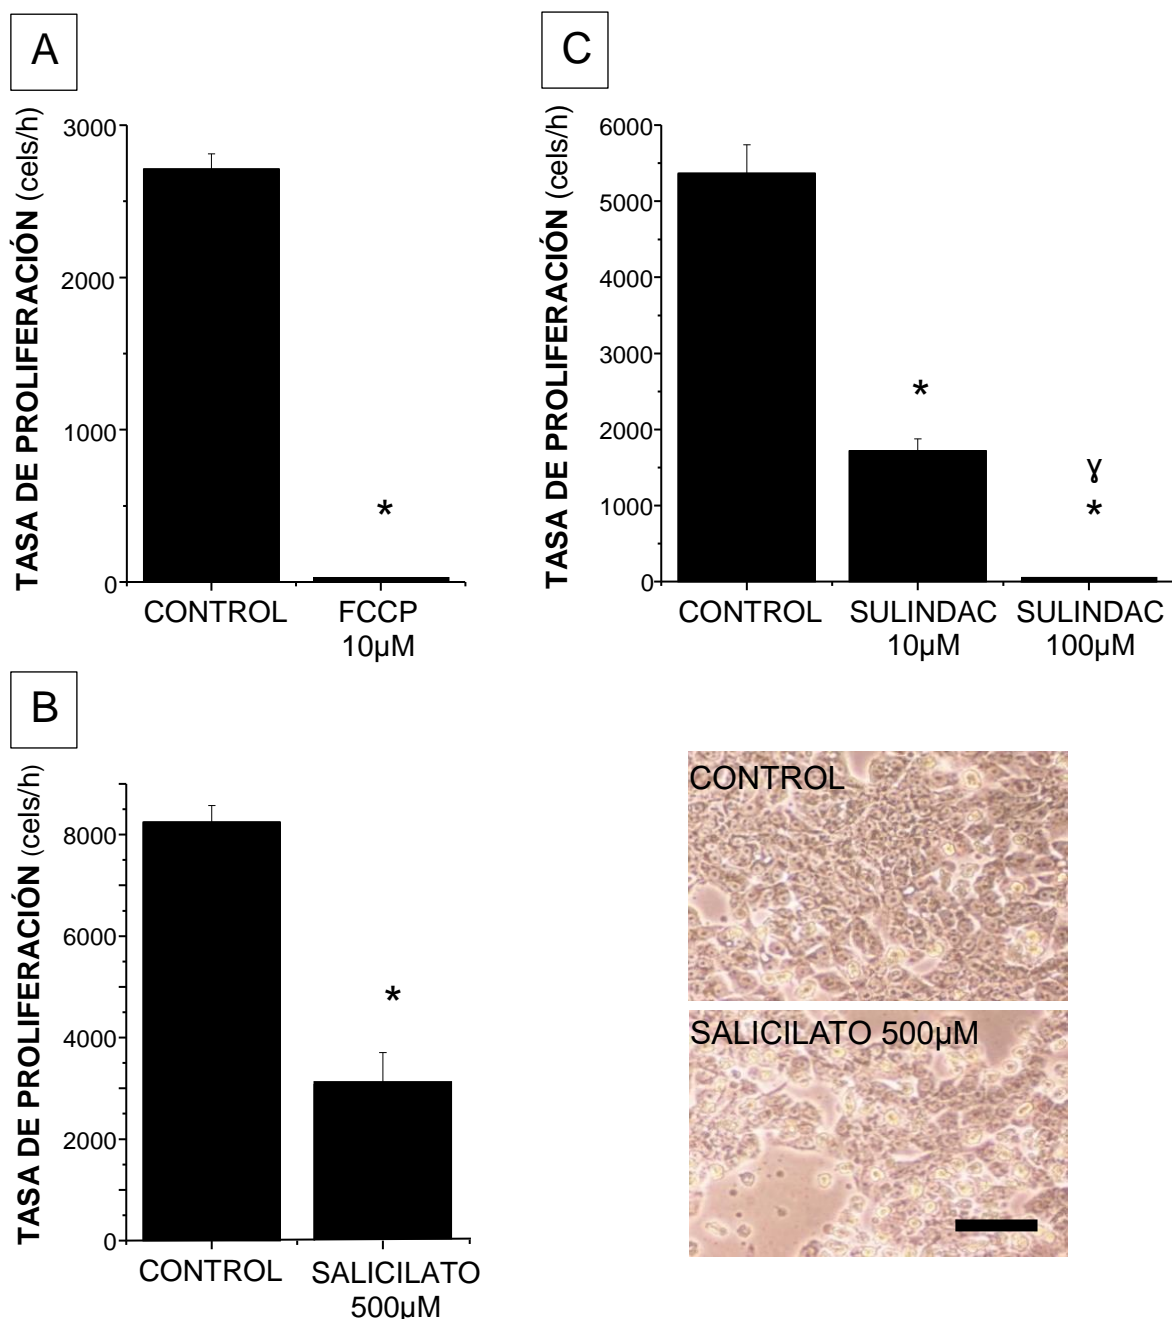 A
TASA DE PROLIFERACIÓN (cels/h)
3000
2000
1000
0
*
CONTROL
FCCP
10µM
C
TASA DE PROLIFERACIÓN (cels/h)
6000
5000
4000
3000
2000
1000
0
*
ɣ
*
CONTROL
SULINDAC
10µM
SULINDAC
100µM
B
TASA DE PROLIFERACIÓN (cels/h)
8000
6000
4000
2000
0
*
CONTROL
SALICILATO
500µM
CONTROL
SALICILATO 500µM